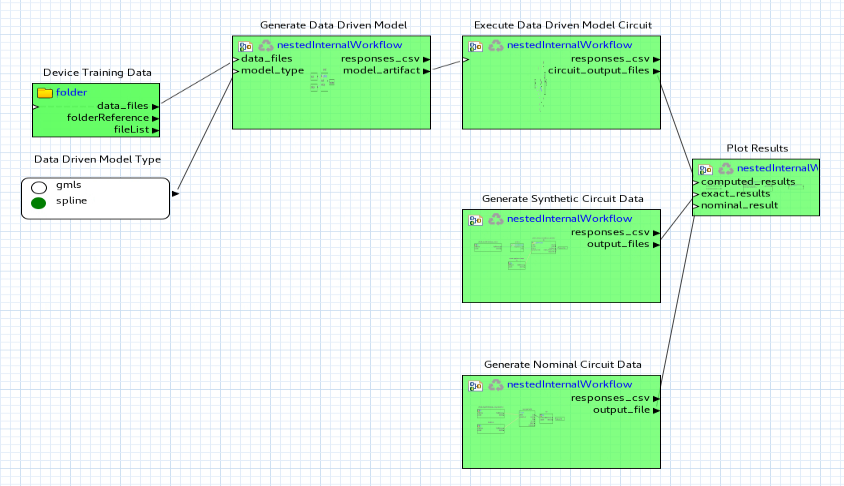 Generate Data Driven Model
nestedInternalWorkflow
data_files
responses_csv
model_type
model_artifact
Execute Data Driven Model Circuit
nestedInternalWorkflow
responses_csv
circuit_output_files
Device Training Data
folder
data_files
folderReference
fileList
Data Driven Model Type
gmls
spline
Plot Results
nestedInternalW
computed_results
exact_results
nominal_result
Generate Synthetic Circuit Data
nestedInternalWorkflow
responses_csv
output_files
Generate Nominal Circuit Data
nestedInternalWorkflow
responses_csv
output_file